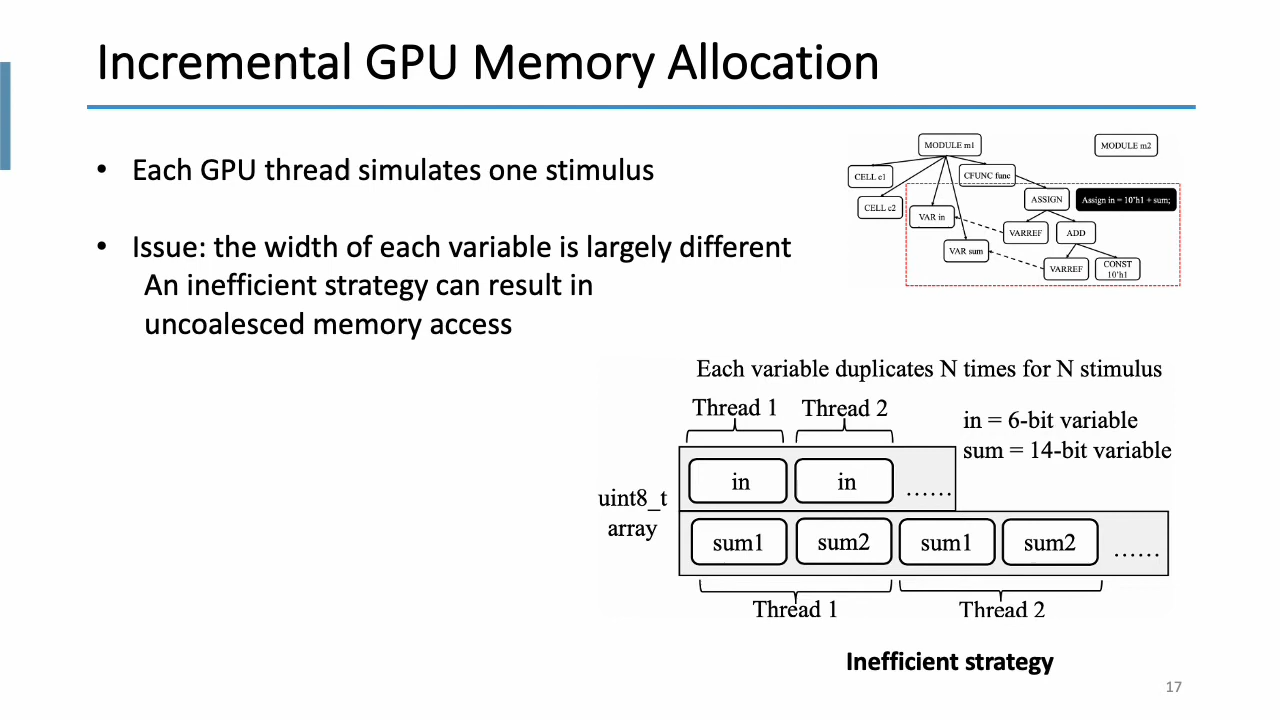 Incremental GPU Memory Allocation
• Each GPU thread simulates one stimulus
• Issue: the width of each variable is largely different
An inefficient strategy can result in
uncoalesced memory access
MODULE m1
MODULE m2
CELL c1
CFUNC func
CELL c2
VAR in
ASSIGN
Assign in = 10'h1 + sum;
VARREF
ADD
VAR sum
VARREF
CONST
10'h1
Each variable duplicates N times for N stimulus
Thread 1
Thread 2
in = 6-bit variable
sum = 14-bit variable
in
in
......
uint8_t
array
sum1
sum2
sum1
sum2
......
Thread 1
Thread 2
Inefficient strategy
17